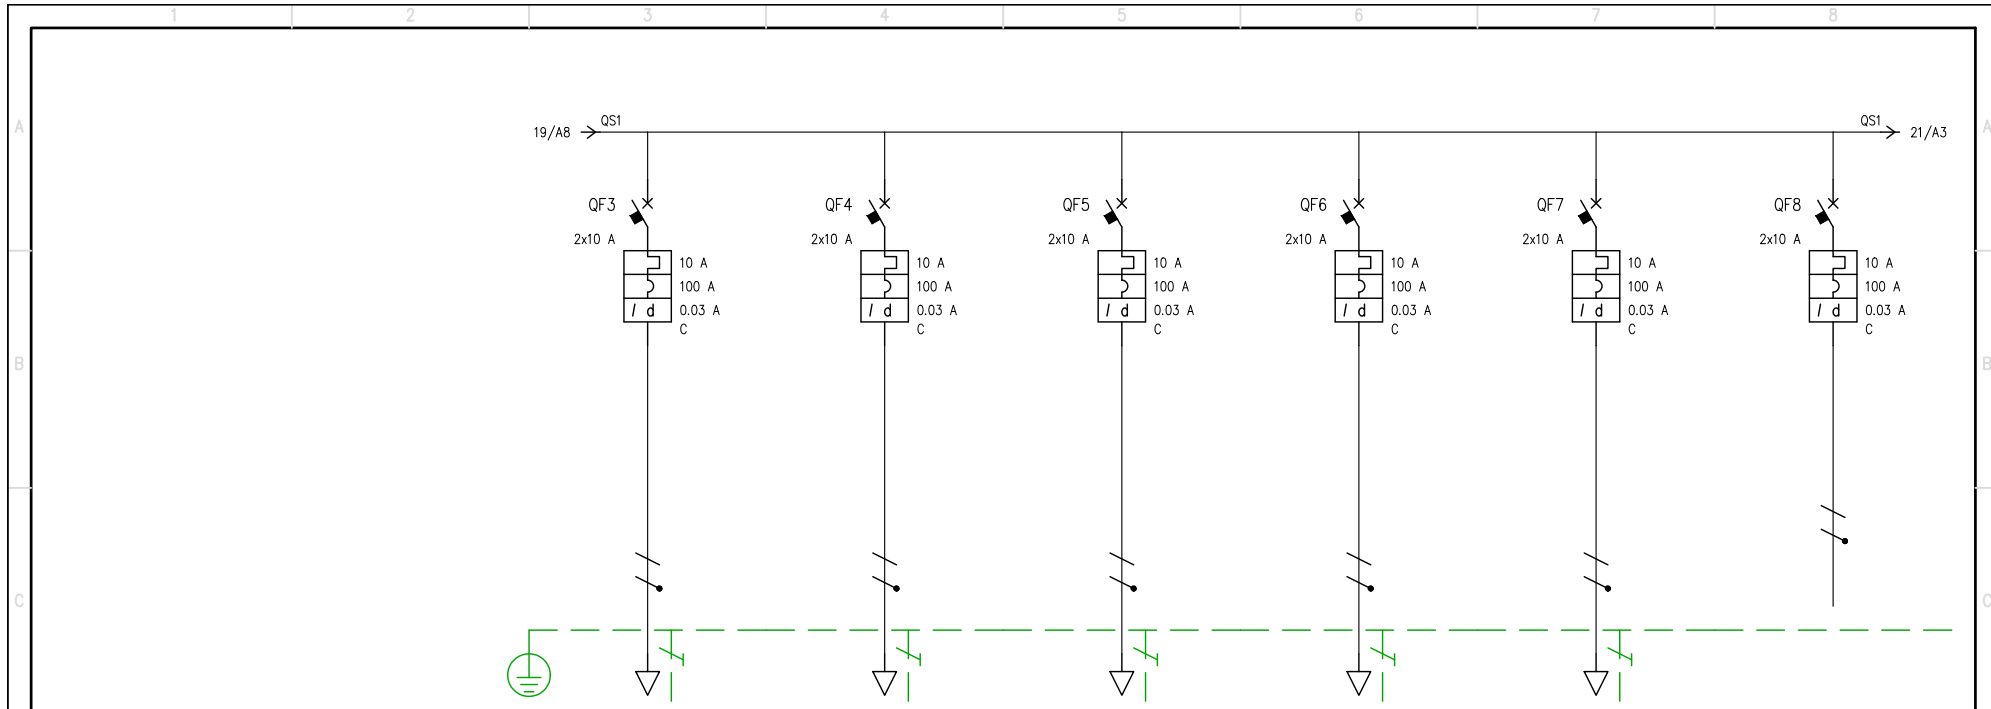 1 2 3 4 5 6 7 8
A A
19/A8 QS1 QS1 21/A3
QF3 QF4 QF5 QF6 QF7 QF8
2x10 A 2x10 A 2x10 A 2x10 A 2x10 A 2x10 A
10 A 10 A 10 A 10 A 10 A 10 A
100 A 100 A 100 A 100 A 100 A 100 A
I d 0.03 A I d 0.03 A I d 0.03 A I d 0.03 A I d 0.03 A I d 0.03 A
C C C C C C
B B
C C